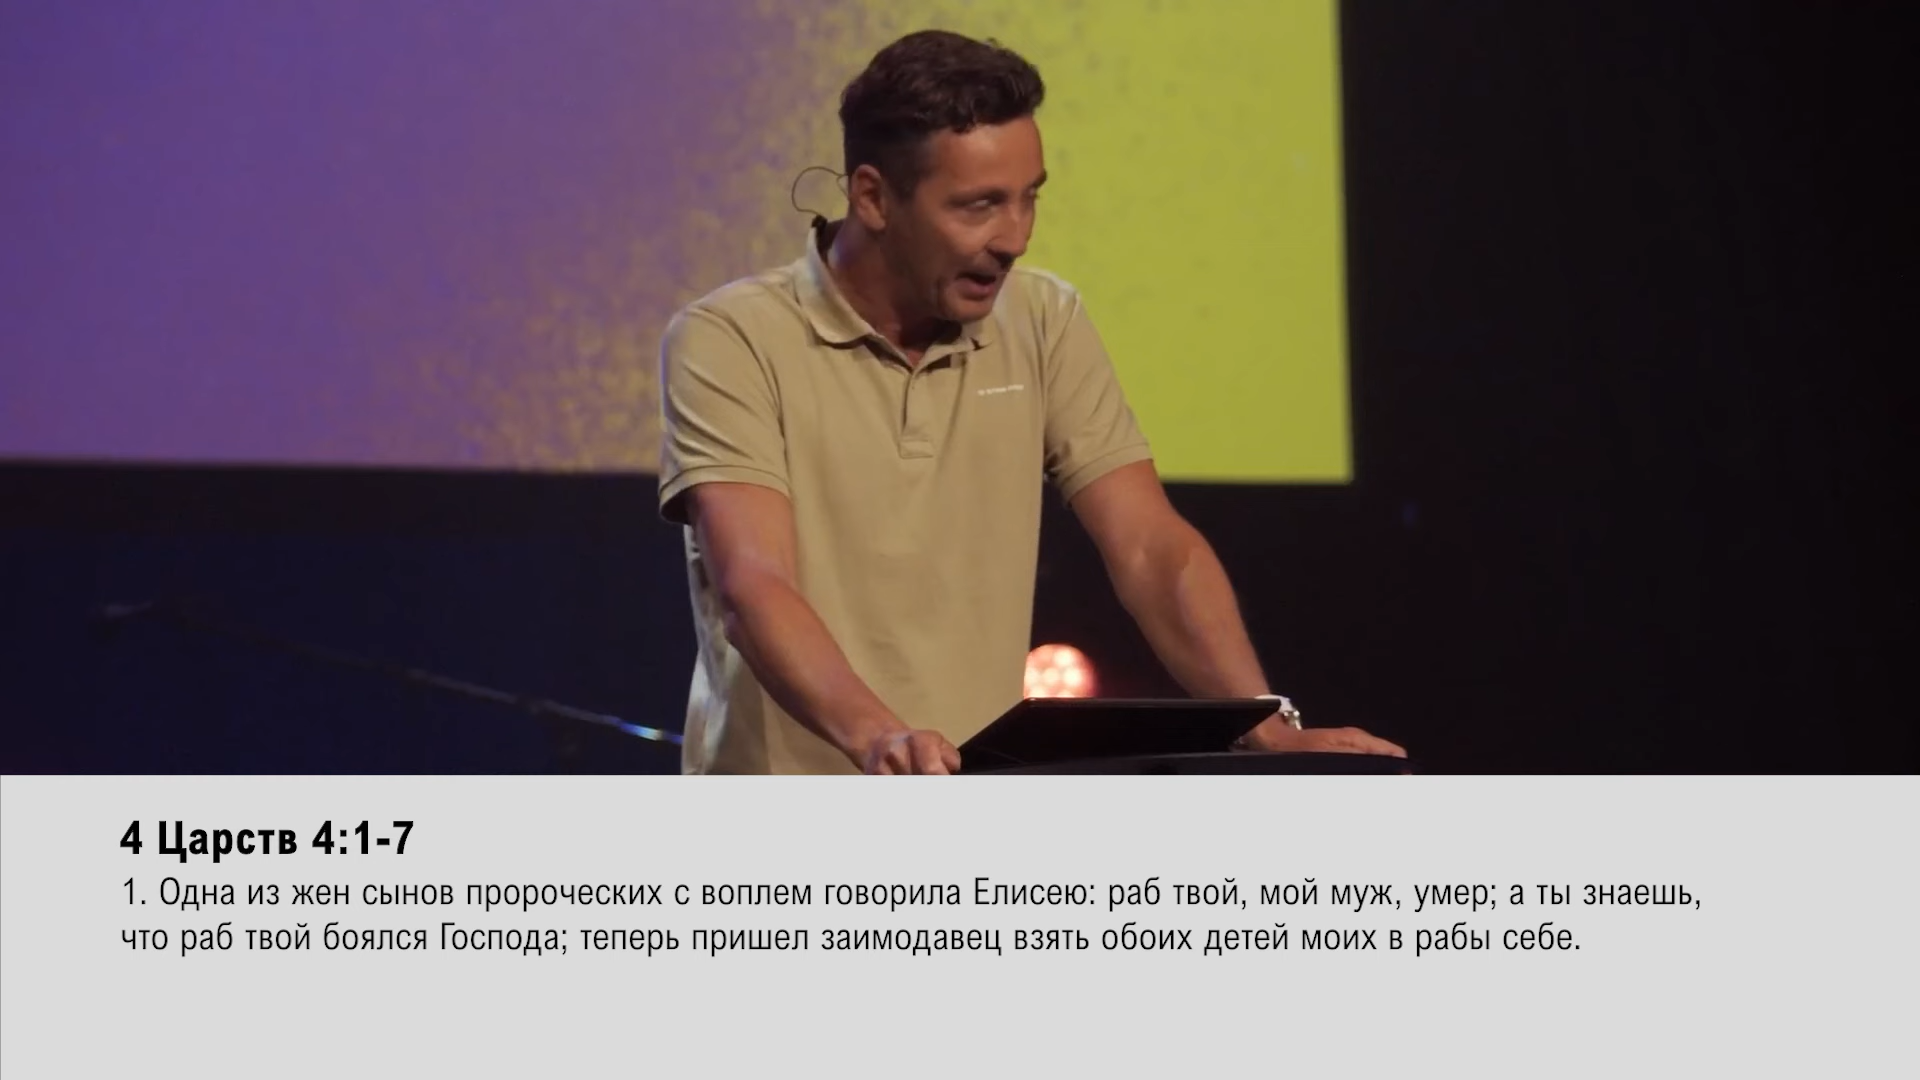 4 Царств 4:1-7
1. Одна из жен сынов пророческих с воплем говорила Елисею: раб твой, мой муж, умер; а ты знаешь,
что раб твой боялся Господа; теперь пришел заимодавец взять обоих детей моих в рабы себе.